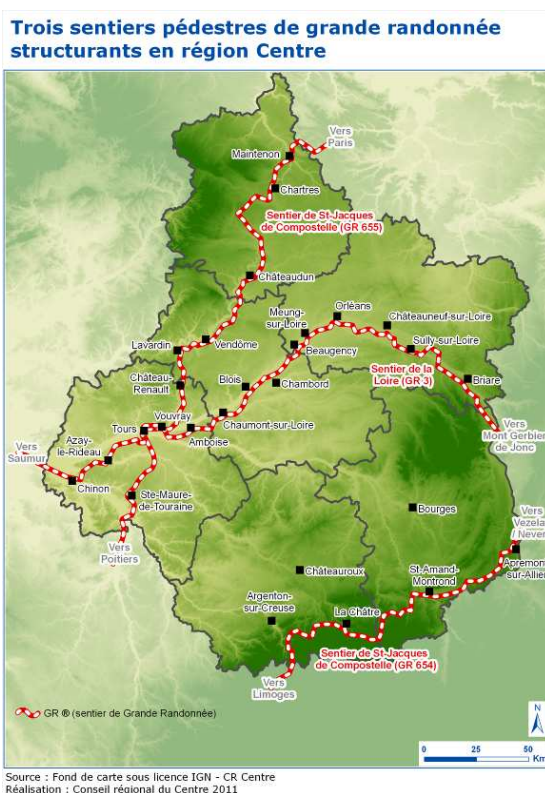 Trois sentiers pédestres de grande randonnée
structurants en région Centre
Vers
Paris
Maintenon
Chartres
Sentier de St-Jacques
de Compostelle (GR 655)
Châteaudun
Orléans
Meung-
sur-Loire
Châteauneuf-sur-Loire
Lavardin
Vendôme
Beaugency
Sully-sur-Loire
Sentier de la
Loire (GR 3)
Château-
Renault
Blois
Chambord
Briare
Vouvray
Chaumont-sur-Loire
Tours
Amboise
Vers
Mont Gerbier
de Jonc
Vers
Saumur
Azay-
le-Rideau
Chinon
Ste-Maure-
de-Touraine
Bourges
Vers
Vezela
/ Never
Vers
Poitiers
Châteauroux
St-Amand-
Montrond
Apremon
sur-Allier
Argenton-
sur-Creuse
La Châtre
Sentier de St-Jacques
de Compostelle (GR 654)
Vers
Limoges
GR ® (sentier de Grande Randonnée)
N
0 25 50
Km
Source : Fond de carte sous licence IGN - CR Centre
Réalisation : Conseil régional du Centre 2011